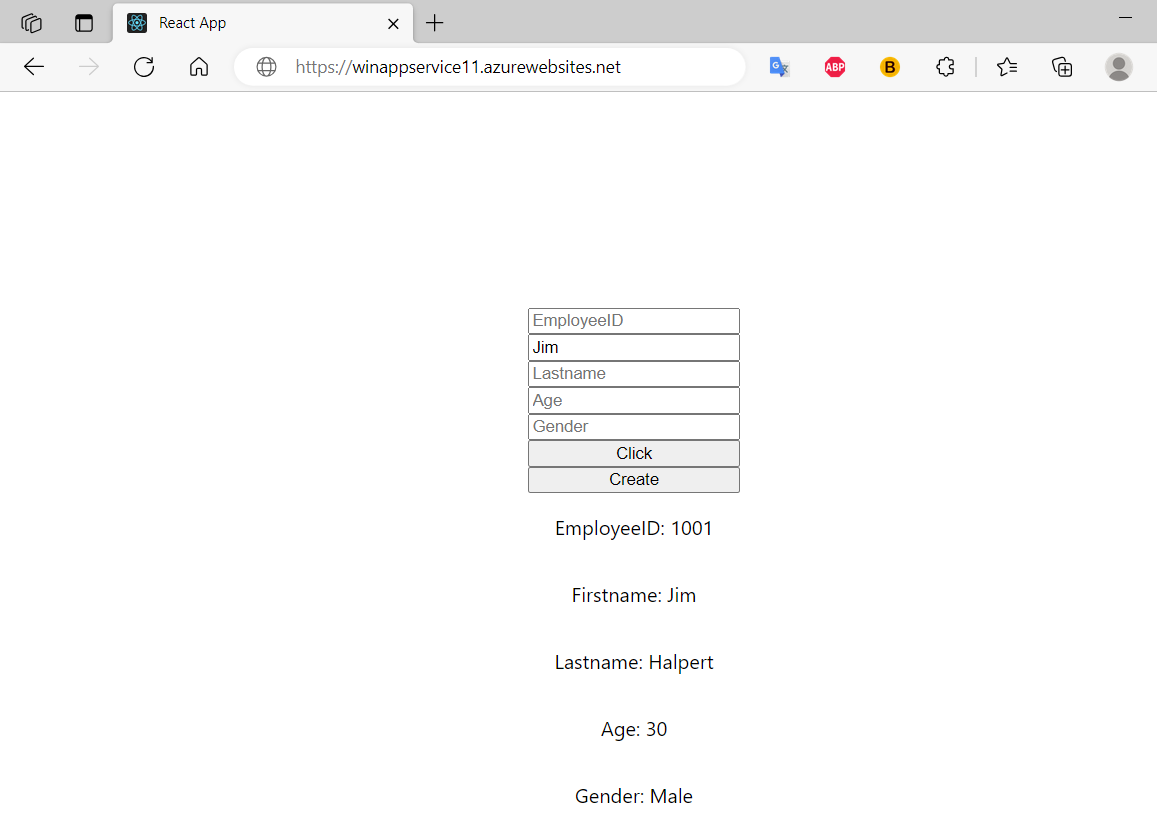 React App
https://winappservice11.azurewebsites.net
G
ABP
B
EmployeeID
Jim
Lastname
Age
Gender
Click
Create
EmployeeID: 1001
Firstname: Jim
Lastname: Halpert
Age: 30
Gender: Male